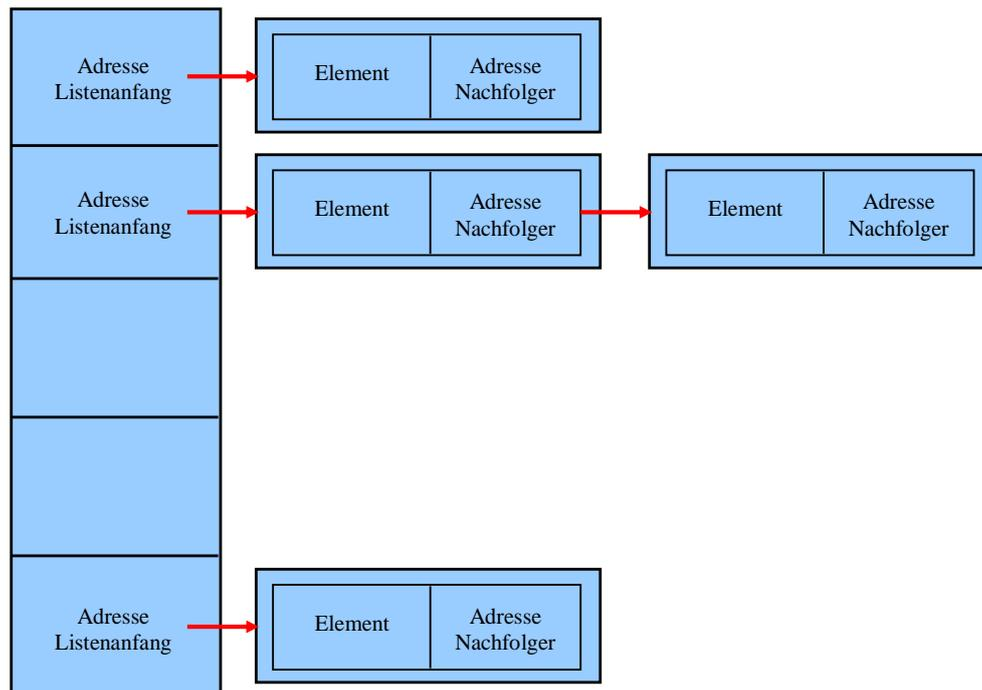 Adresse
Listenanfang
Element
Adresse
Nachfolger
Adresse
Listenanfang
Element
Adresse
Nachfolger
Element
Adresse
Nachfolger
Adresse
Listenanfang
Element
Adresse
Nachfolger